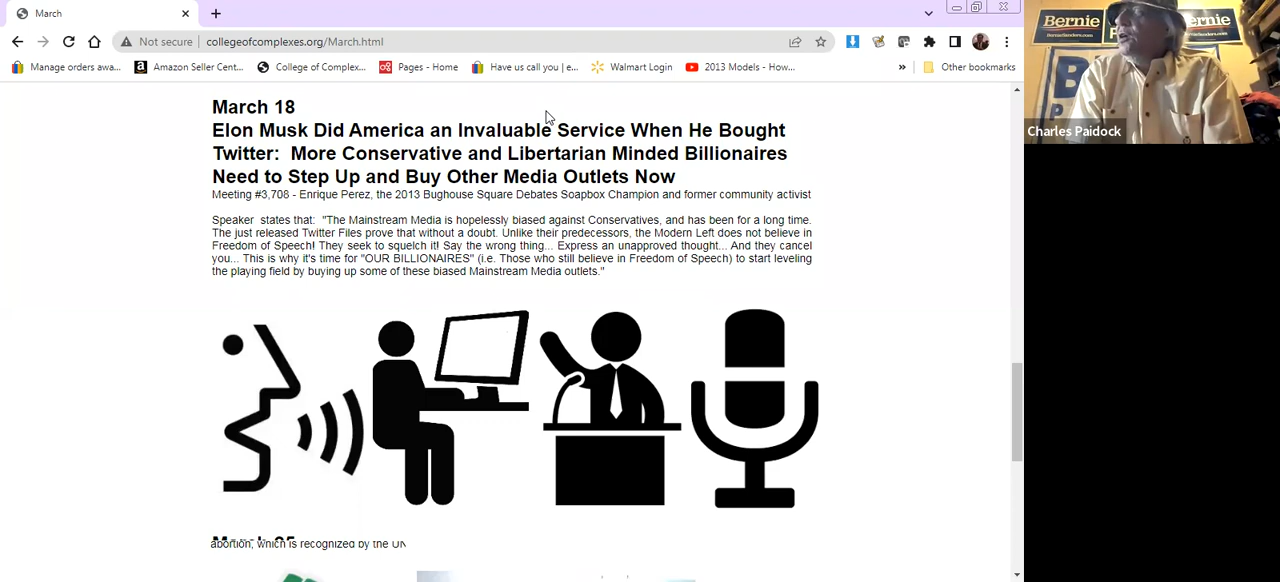 March
Not secure
collegeofcomplexes.org/March.html
Manage orders awa...
Amazon Seller Cent...
College of Complex...
Pages - Home
Have us call you | e...
Walmart Login
2013 Models - How...
»
Other bookmarks
March 18
Elon Musk Did America an Invaluable Service When He Bought
Twitter: More Conservative and Libertarian Minded Billionaires
Need to Step Up and Buy Other Media Outlets Now
Meeting #3,708 - Enrique Perez, the 2013 Bughouse Square Debates Soapbox Champion and former community activist
Speaker states that: "The Mainstream Media is hopelessly biased against Conservatives, and has been for a long time.
The just released Twitter Files prove that without a doubt. Unlike their predecessors, the Modern Left does not believe in
Freedom of Speech! They seek to squelch it! Say the wrong thing... Express an unapproved thought... And they cancel
you... This is why it's time for "OUR BILLIONAIRES" (i.e. Those who still believe in Freedom of Speech) to start leveling
the playing field by buying up some of these biased Mainstream Media outlets."
abortion, which is recognized by the UN
Bernie
BernieSanders.com
Charles Paidock